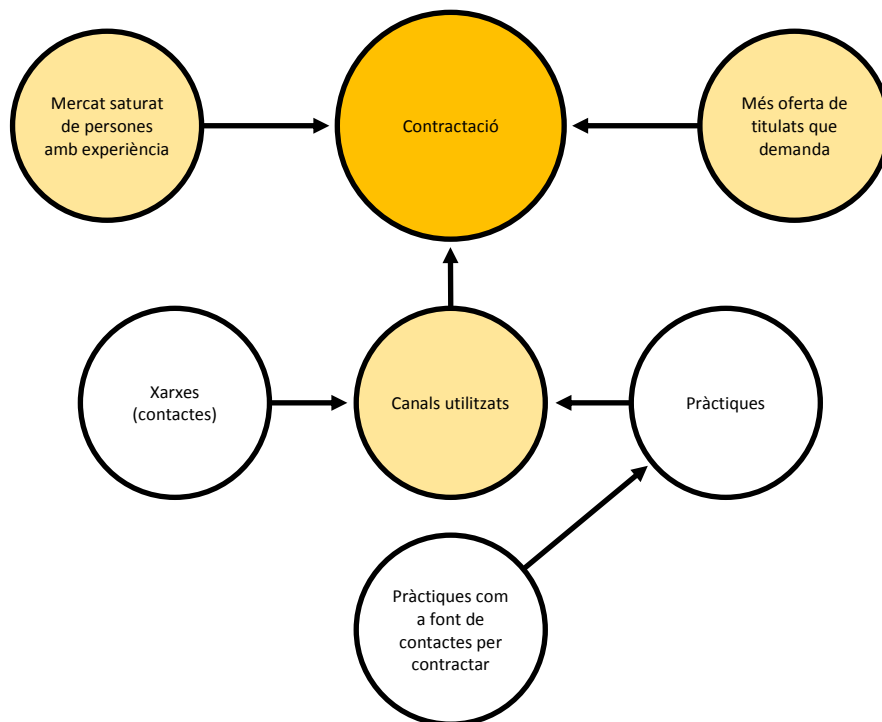 Mercat saturat
de persones
amb experiència
Contractació
Més oferta de
titulats que
demanda
Xarxes
(contactes)
Canals utilitzats
Pràctiques
Pràctiques com
a font de
contactes per
contractar